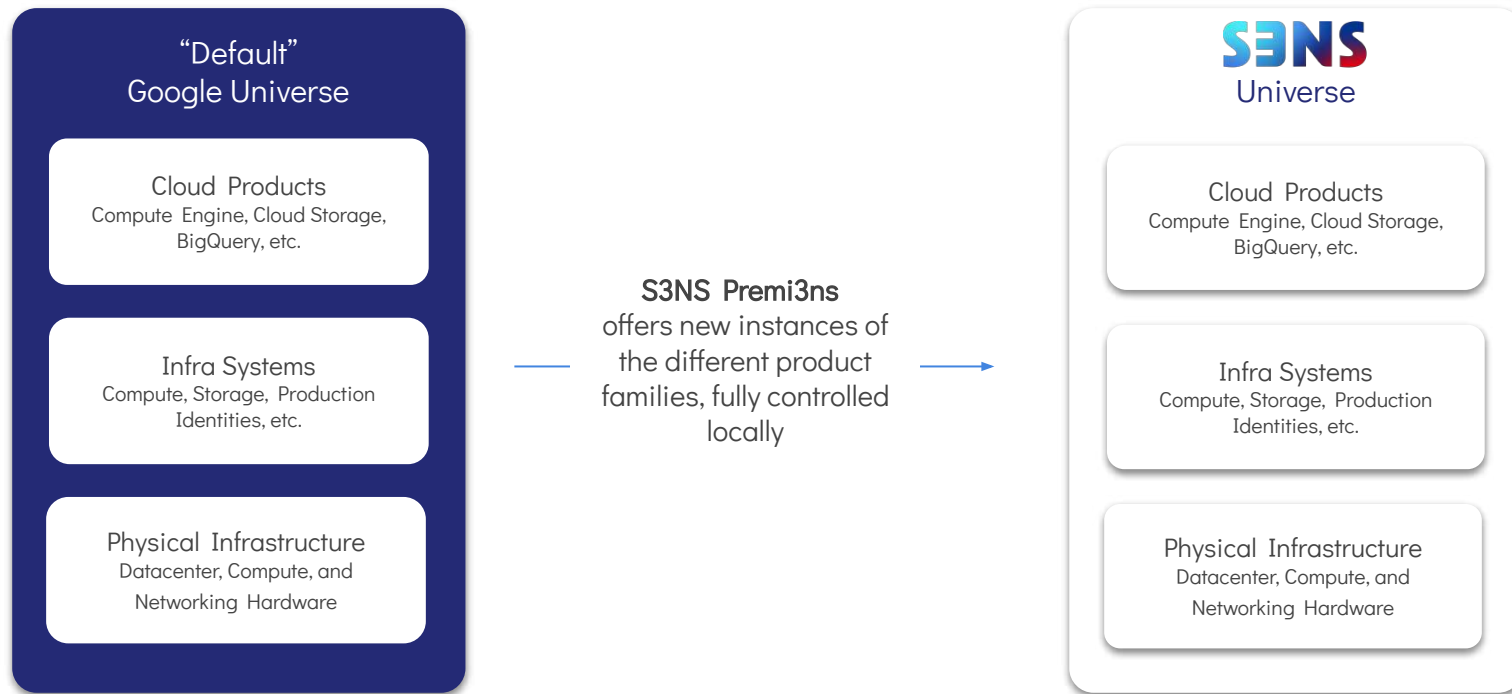 “Default”
Google Universe
Cloud Products
Compute Engine, Cloud Storage,
BigQuery, etc.
Infra Systems
Compute, Storage, Production
Identities, etc.
Physical Infrastructure
Datacenter, Compute, and
Networking Hardware
S3NS Premi3ns
offers new instances of
the different product
families, fully controlled
locally
S3NS
Universe
Cloud Products
Compute Engine, Cloud Storage,
BigQuery, etc.
Infra Systems
Compute, Storage, Production
Identities, etc.
Physical Infrastructure
Datacenter, Compute, and
Networking Hardware